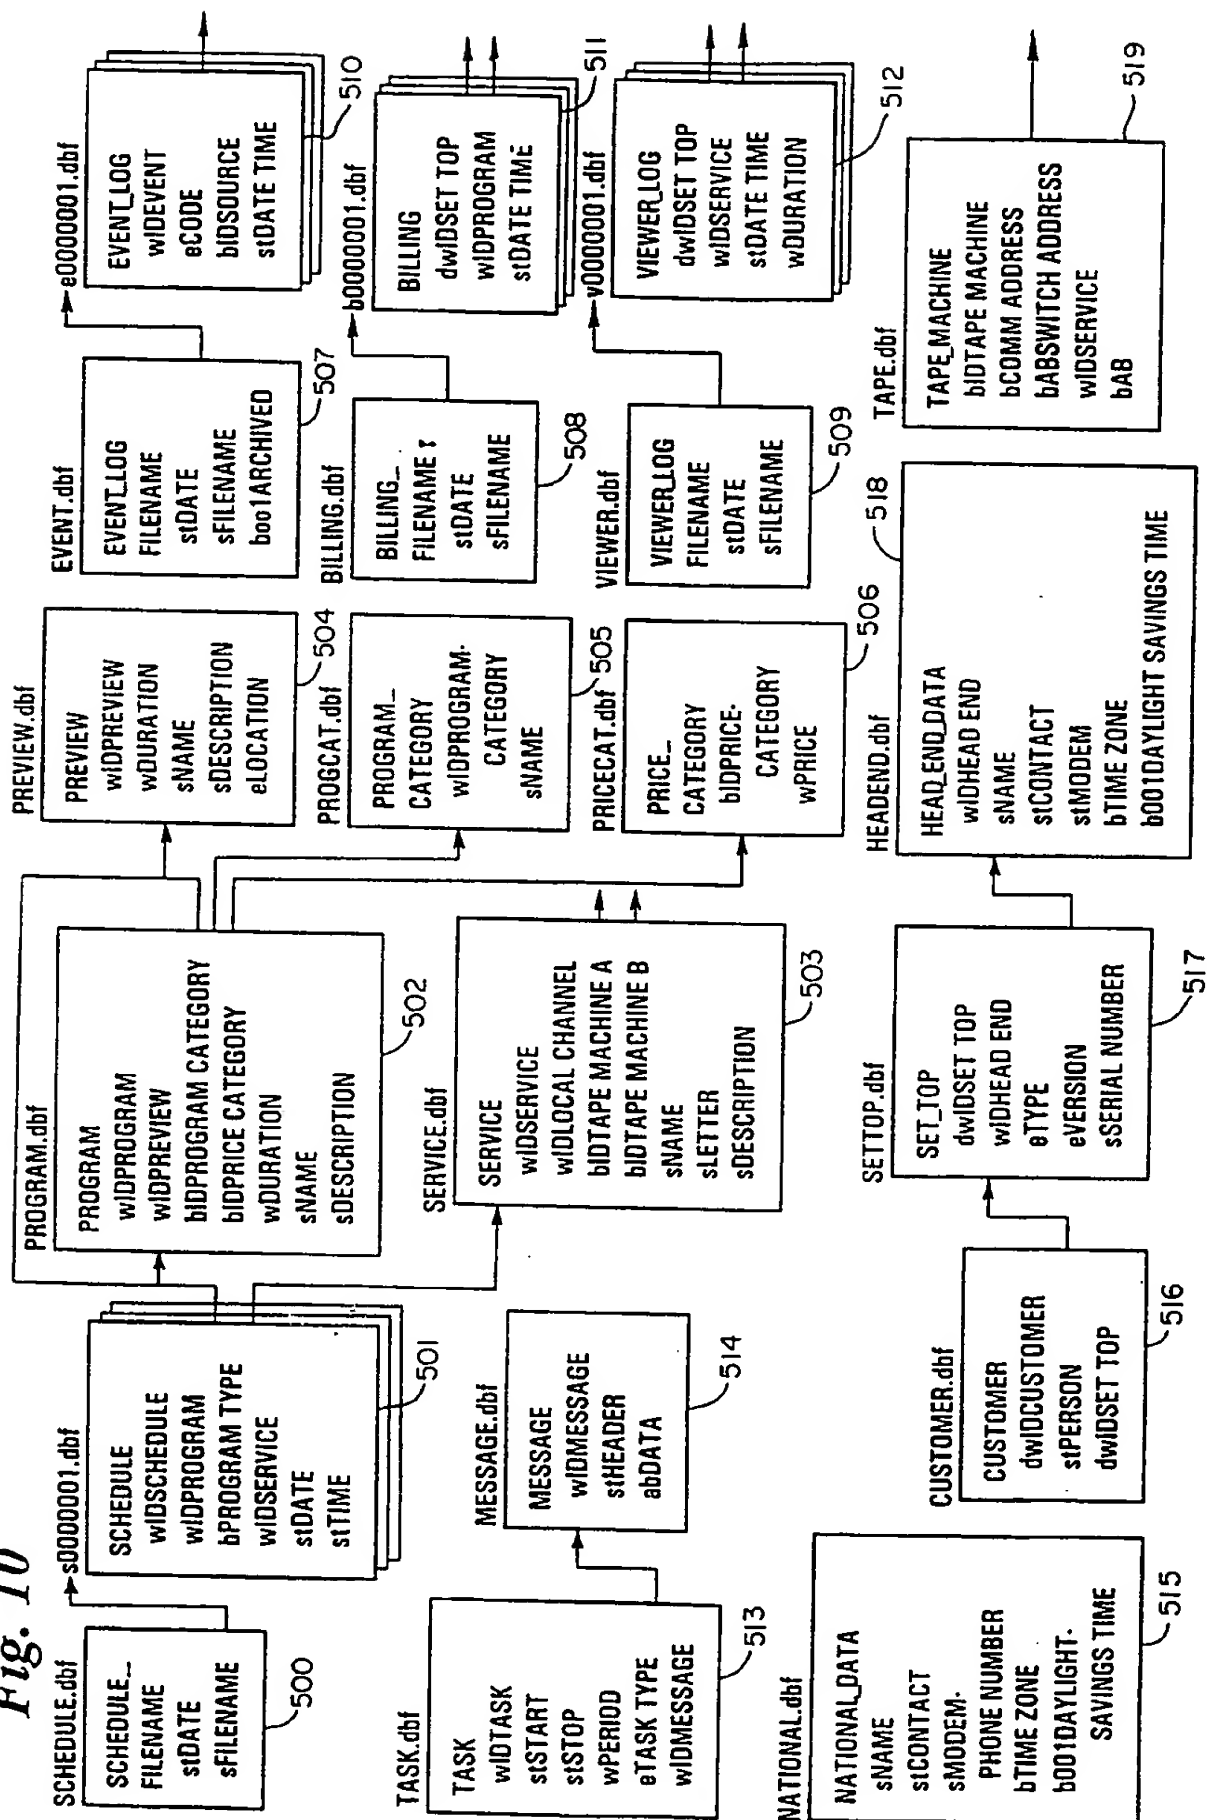 Fig. 10
SCHEDULE.dbf
SCHEDULE_
FILENAME
stDATE
sFILENAME
500
s0000001.dbf
SCHEDULE
wIDSCHEDULE
wIDPROGRAM
bPROGRAM TYPE
wIDSERVICE
stDATE
stTIME
501
PROGRAM.dbf
PROGRAM
wIDPROGRAM
wIDPREVIEW
bIDPROGRAM CATEGORY
bIDPRICE CATEGORY
wDURATION
sNAME
sDESCRIPTION
502
SERVICE.dbf
SERVICE
wIDSERVICE
wIDLOCAL CHANNEL
bIDTAPE MACHINE A
bIDTAPE MACHINE B
sNAME
sLETTER
sDESCRIPTION
503
PREVIEW.dbf
PREVIEW
wIDPREVIEW
wDURATION
sNAME
sDESCRIPTION
eLOCATION
504
PROGCAT.dbf
PROGRAM_
CATEGORY
wIDPROGRAM-
CATEGORY
sNAME
505
PRICECAT.dbf
PRICE_
CATEGORY
bIDPRICE-
CATEGORY
wPRICE
506
EVENT.dbf
EVENT_LOG
FILENAME
stDATE
sFILENAME
boo1ARCHIVED
507
BILLING.dbf
BILLING_
FILENAME
stDATE
sFILENAME
508
VIEWER.dbf
VIEWER_LOG
FILENAME
stDATE
sFILENAME
509
e0000001.dbf
EVENT_LOG
wIDEVENT
eCODE
bIDSOURCE
stDATE TIME
510
b0000001.dbf
BILLING
dwIDSET TOP
wIDPROGRAM
stDATE TIME
511
v0000001.dbf
VIEWER_LOG
dwIDSET TOP
wIDSERVICE
stDATE TIME
wDURATION
512
TASK.dbf
TASK
wIDTASK
stSTART
stSTOP
wPERIOD
eTASK TYPE
wIDMESSAGE
513
MESSAGE.dbf
MESSAGE
wIDMESSAGE
stHEADER
abDATA
514
NATIONAL.dbf
NATIONAL_DATA
sNAME
stCONTACT
sMODEM-
PHONE NUMBER
bTIME ZONE
b001DAYLIGHT-
SAVINGS TIME
515
CUSTOMER.dbf
CUSTOMER
dwIDCUSTOMER
stPERSON
dwIDSET TOP
516
SETTOP.dbf
SET_TOP
dwIDSET TOP
wIDHEAD END
eTYPE
eVERSION
sSERIAL NUMBER
517
HEADEND.dbf
HEAD_END_DATA
wIDHEAD END
sNAME
stCONTACT
stMODEM
bTIME ZONE
b001DAYLIGHT SAVINGS TIME
518
TAPE.dbf
TAPE_MACHINE
bIDTAPE MACHINE
bCOMM ADDRESS
bABSWITCH ADDRESS
wIDSERVICE
bAB
519